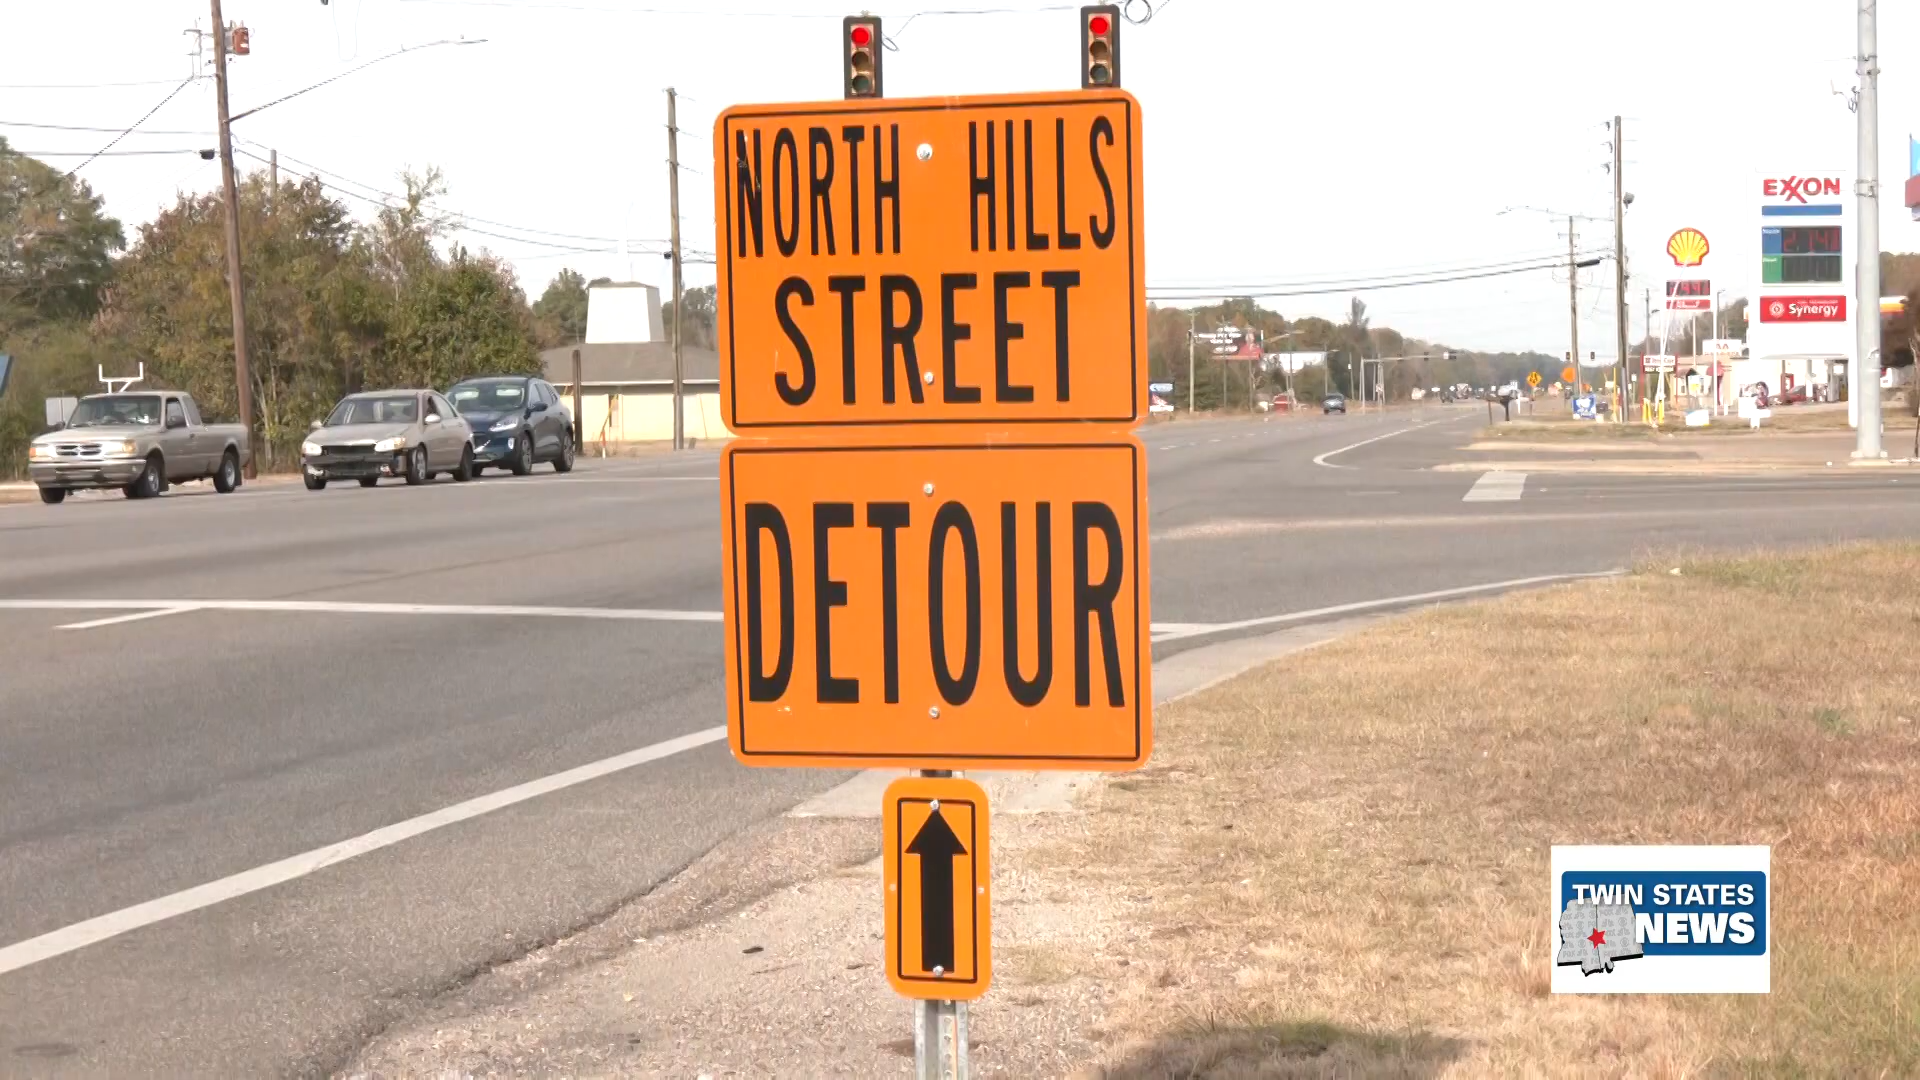 NORTH HILLS
STREET
DETOUR
EXXON
Synergy
TWIN STATES
NEWS